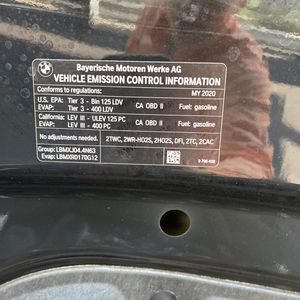 BMW
Bayerische Motoren Werke AG
VEHICLE EMISSION CONTROL INFORMATION
Conforms to regulations: MY 2020
U.S. EPA: Tier 3 - Bin 125 LDV CA OBD II Fuel: gasoline
EVAP: Tier 3 - 400 LDV
California: LEV III - ULEV 125 PC CA OBD II Fuel: gasoline
EVAP: LEV III - 400 PC
No adjustments needed. 2TWC, 2WR-HO2S, 2HO2S, DFI, 2TC, 2CAC
Group: LBMXJ04.4N63
Evap: LBMXR0170G12